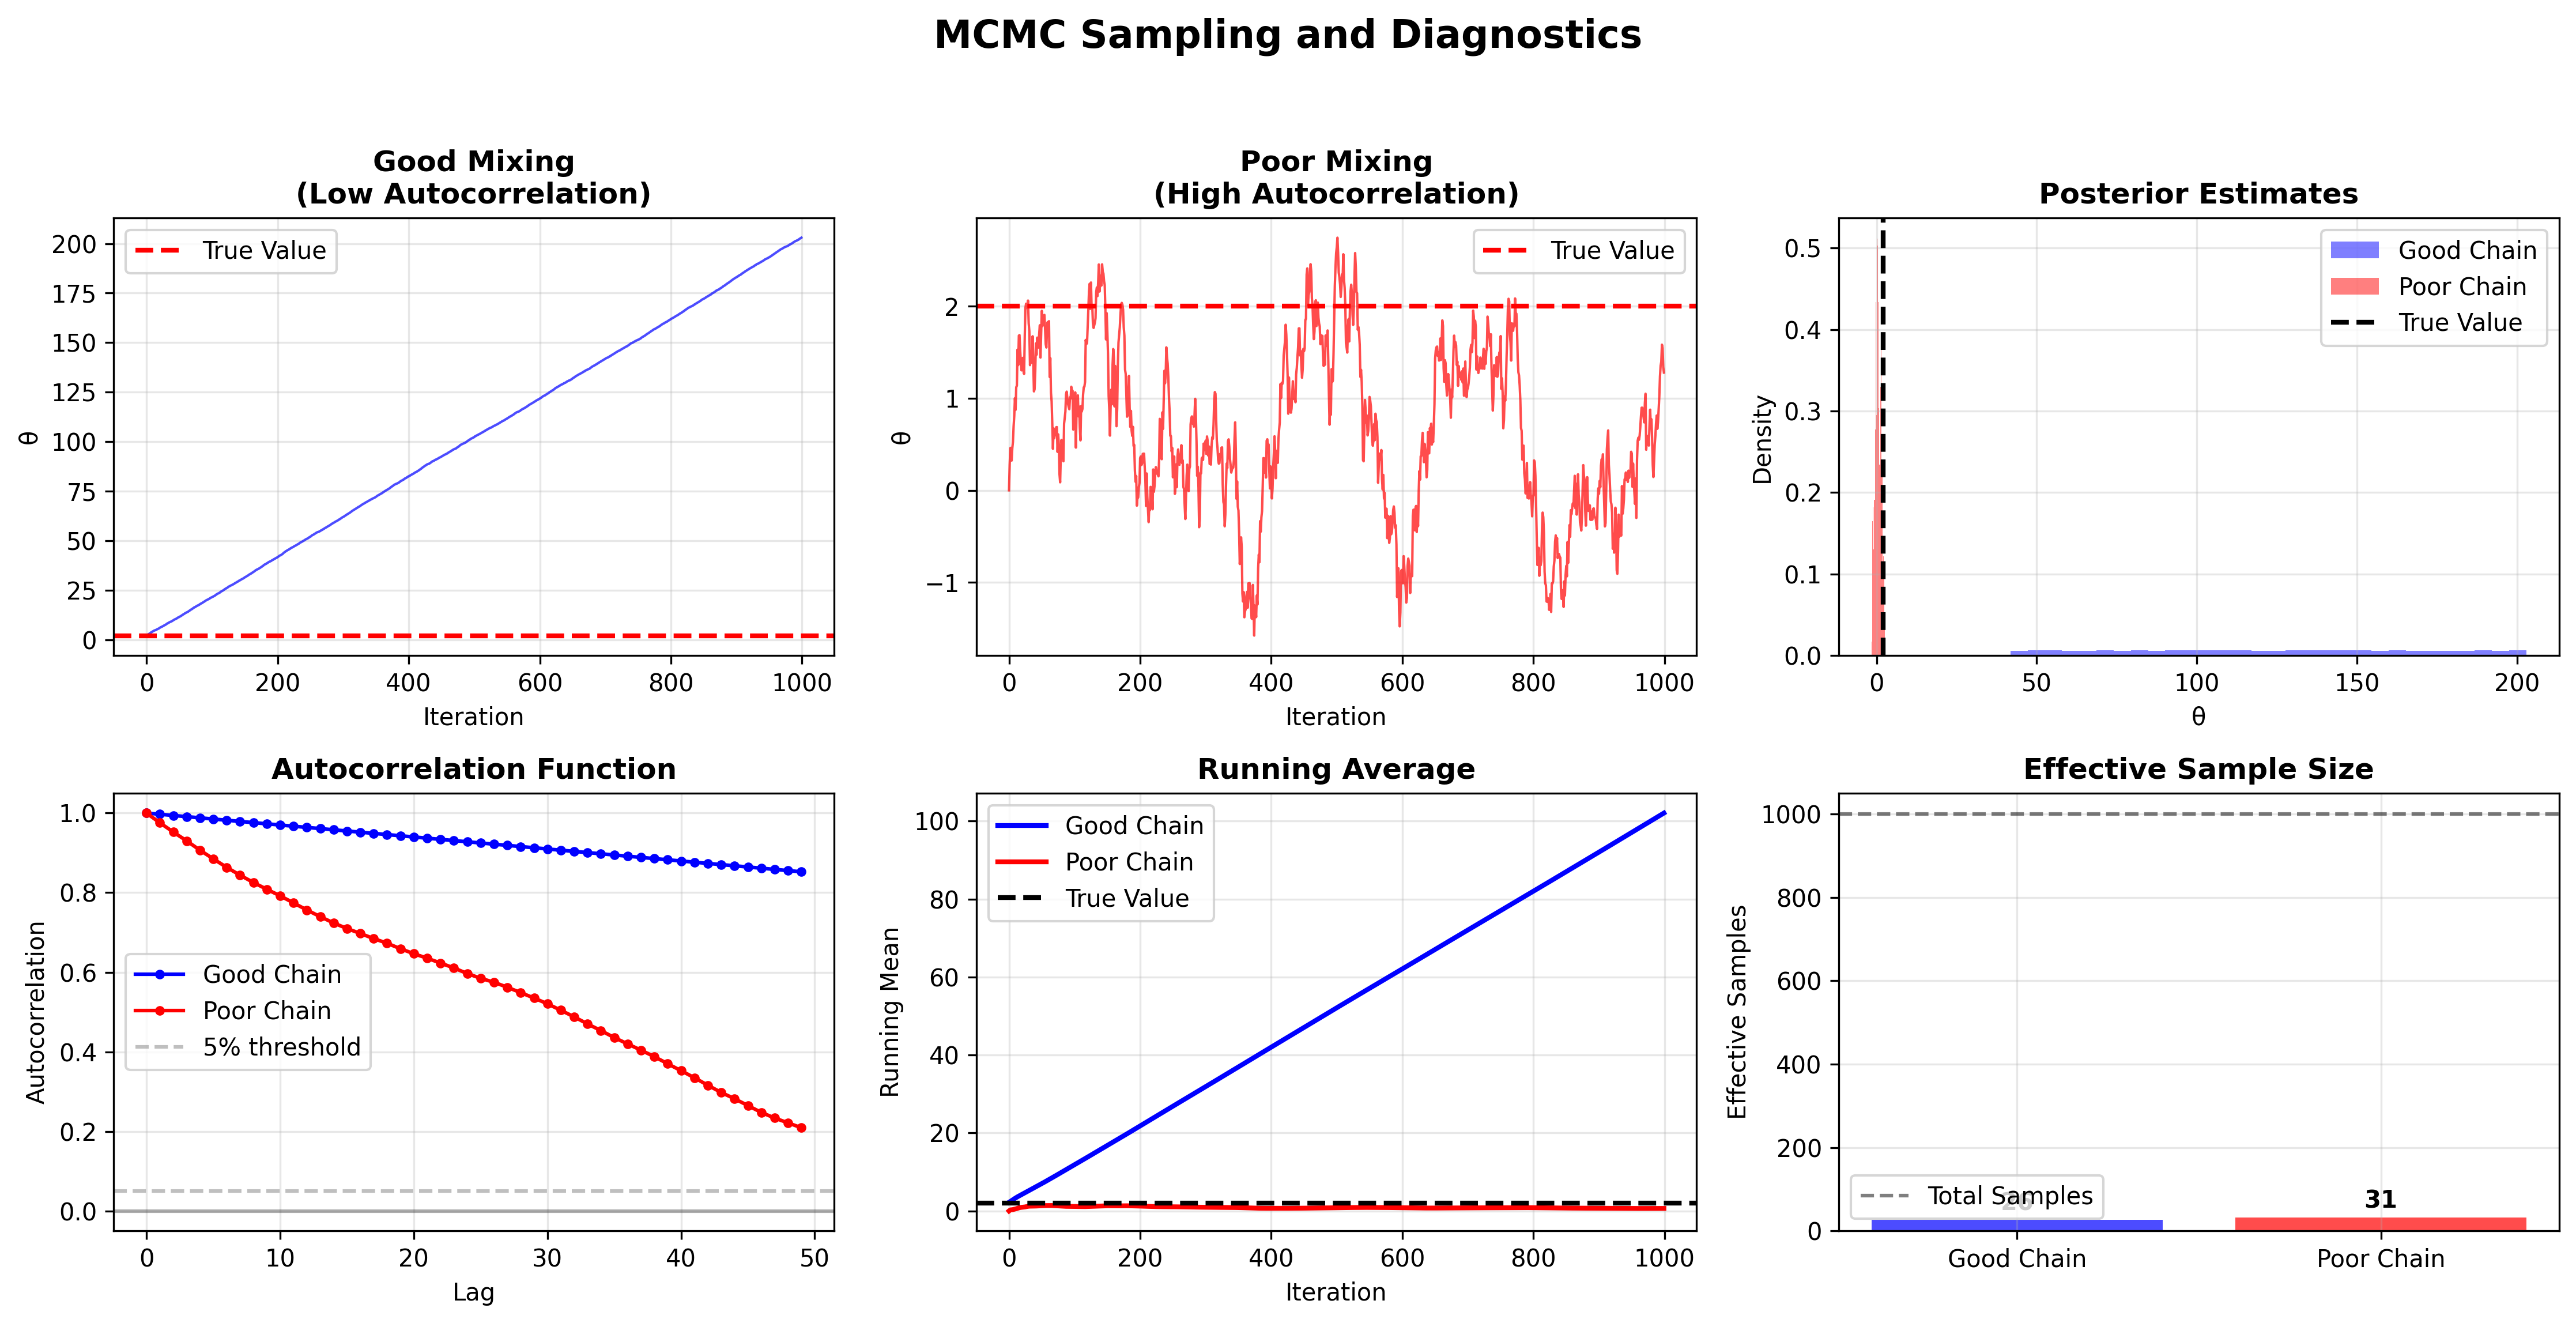 MCMC Sampling and Diagnostics
Good Mixing
(Low Autocorrelation)
True Value
200
175
150
125
100
75
50
25
0
θ
0 200 400 600 800 1000
Iteration
Poor Mixing
(High Autocorrelation)
True Value
2
1
0
−1
θ
0 200 400 600 800 1000
Iteration
Posterior Estimates
Good Chain
Poor Chain
True Value
0.5
0.4
0.3
0.2
0.1
0.0
Density
0 50 100 150 200
θ
Autocorrelation Function
1.0
0.8
0.6
0.4
0.2
0.0
Autocorrelation
Good Chain
Poor Chain
5% threshold
0 10 20 30 40 50
Lag
Running Average
Good Chain
Poor Chain
True Value
100
80
60
40
20
0
Running Mean
0 200 400 600 800 1000
Iteration
Effective Sample Size
1000
800
600
400
200
0
Effective Samples
Total Samples
31
Good Chain Poor Chain